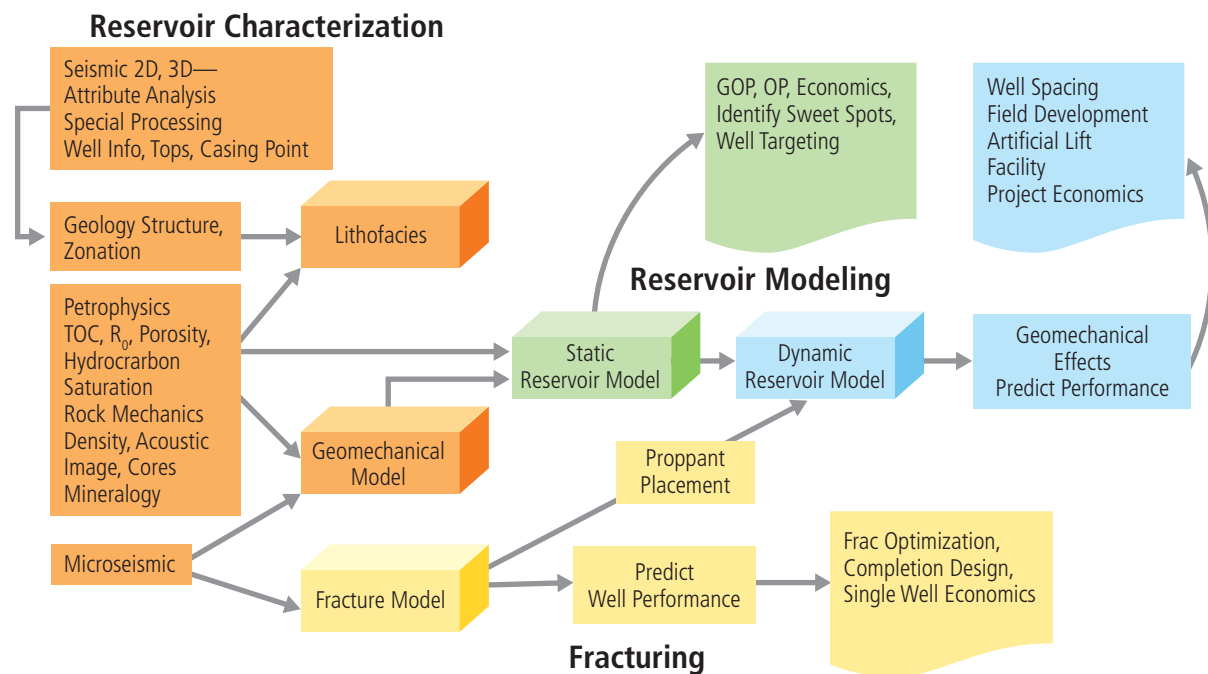 Reservoir Characterization
Seismic 2D, 3D—
Attribute Analysis
Special Processing
Well Info, Tops, Casing Point
Geology Structure,
Zonation
Lithofacies
Petrophysics
TOC, R₀, Porosity,
Hydrocarbon
Saturation
Rock Mechanics
Density, Acoustic
Image, Cores
Mineralogy
Geomechanical
Model
Microseismic
Fracture Model
GOP, OP, Economics,
Identify Sweet Spots,
Well Targeting
Well Spacing
Field Development
Artificial Lift
Facility
Project Economics
Reservoir Modeling
Static
Reservoir Model
Dynamic
Reservoir Model
Geomechanical
Effects
Predict Performance
Proppant
Placement
Predict
Well Performance
Frac Optimization,
Completion Design,
Single Well Economics
Fracturing